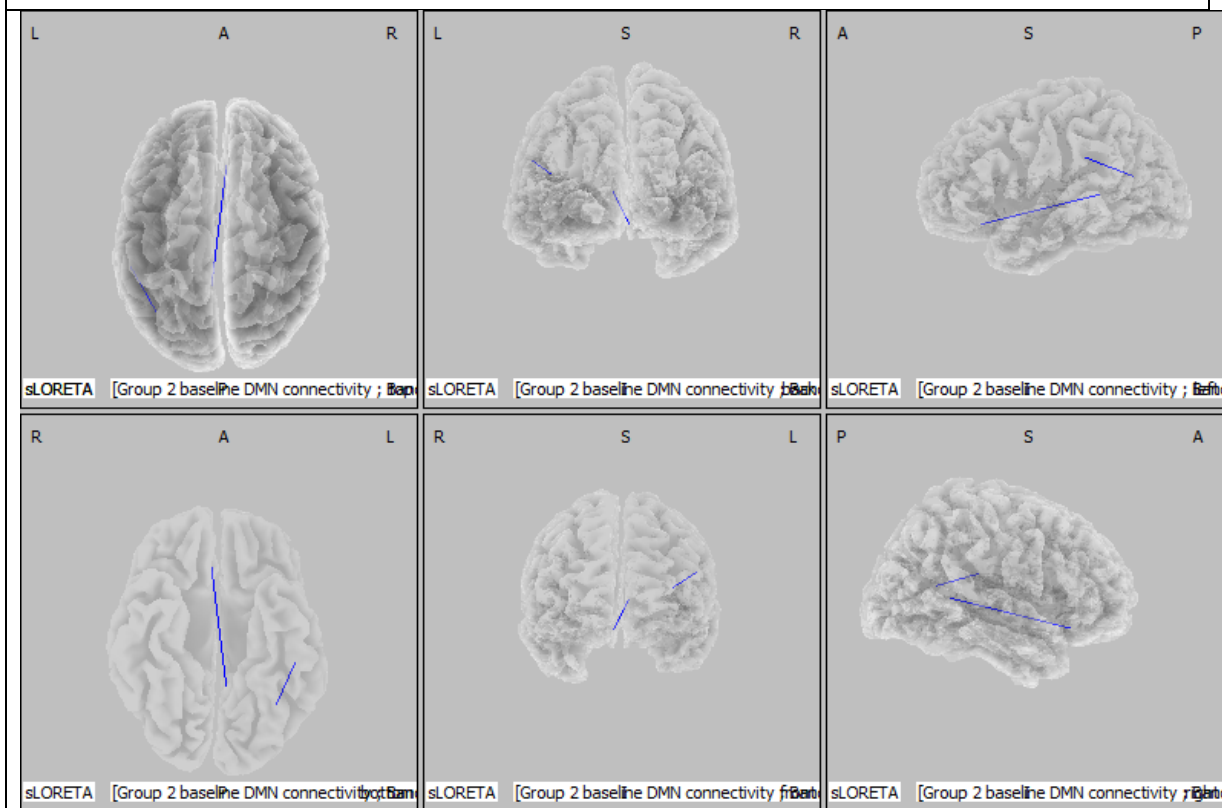 L A R
L S R
A S P
sLORETA [Group 2 baseline DMN connectivity ;
sLORETA [Group 2 baseline DMN connectivity ;
sLORETA [Group 2 baseline DMN connectivity ;
R A L
R S L
P S A
sLORETA [Group 2 baseline DMN connectivity
sLORETA [Group 2 baseline DMN connectivity
sLORETA [Group 2 baseline DMN connectivity